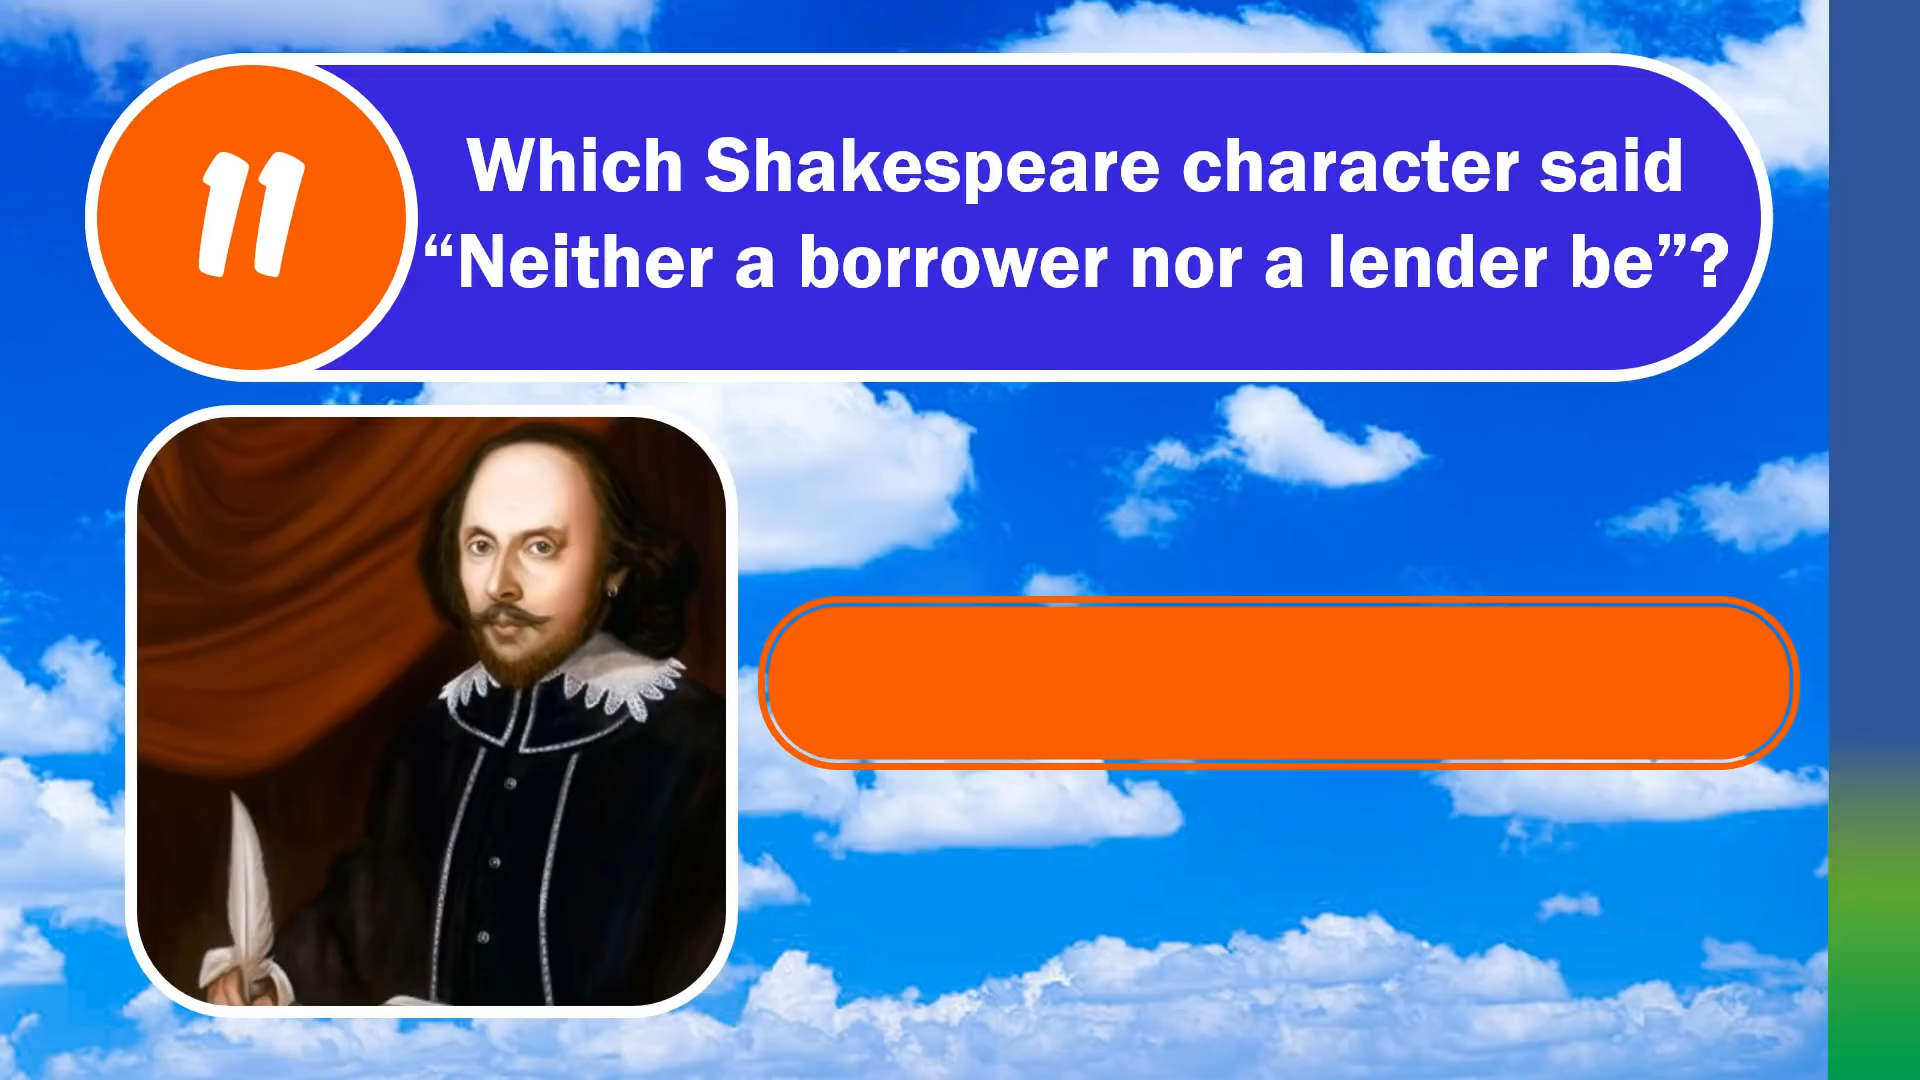 11
Which Shakespeare character said
“Neither a borrower nor a lender be”?